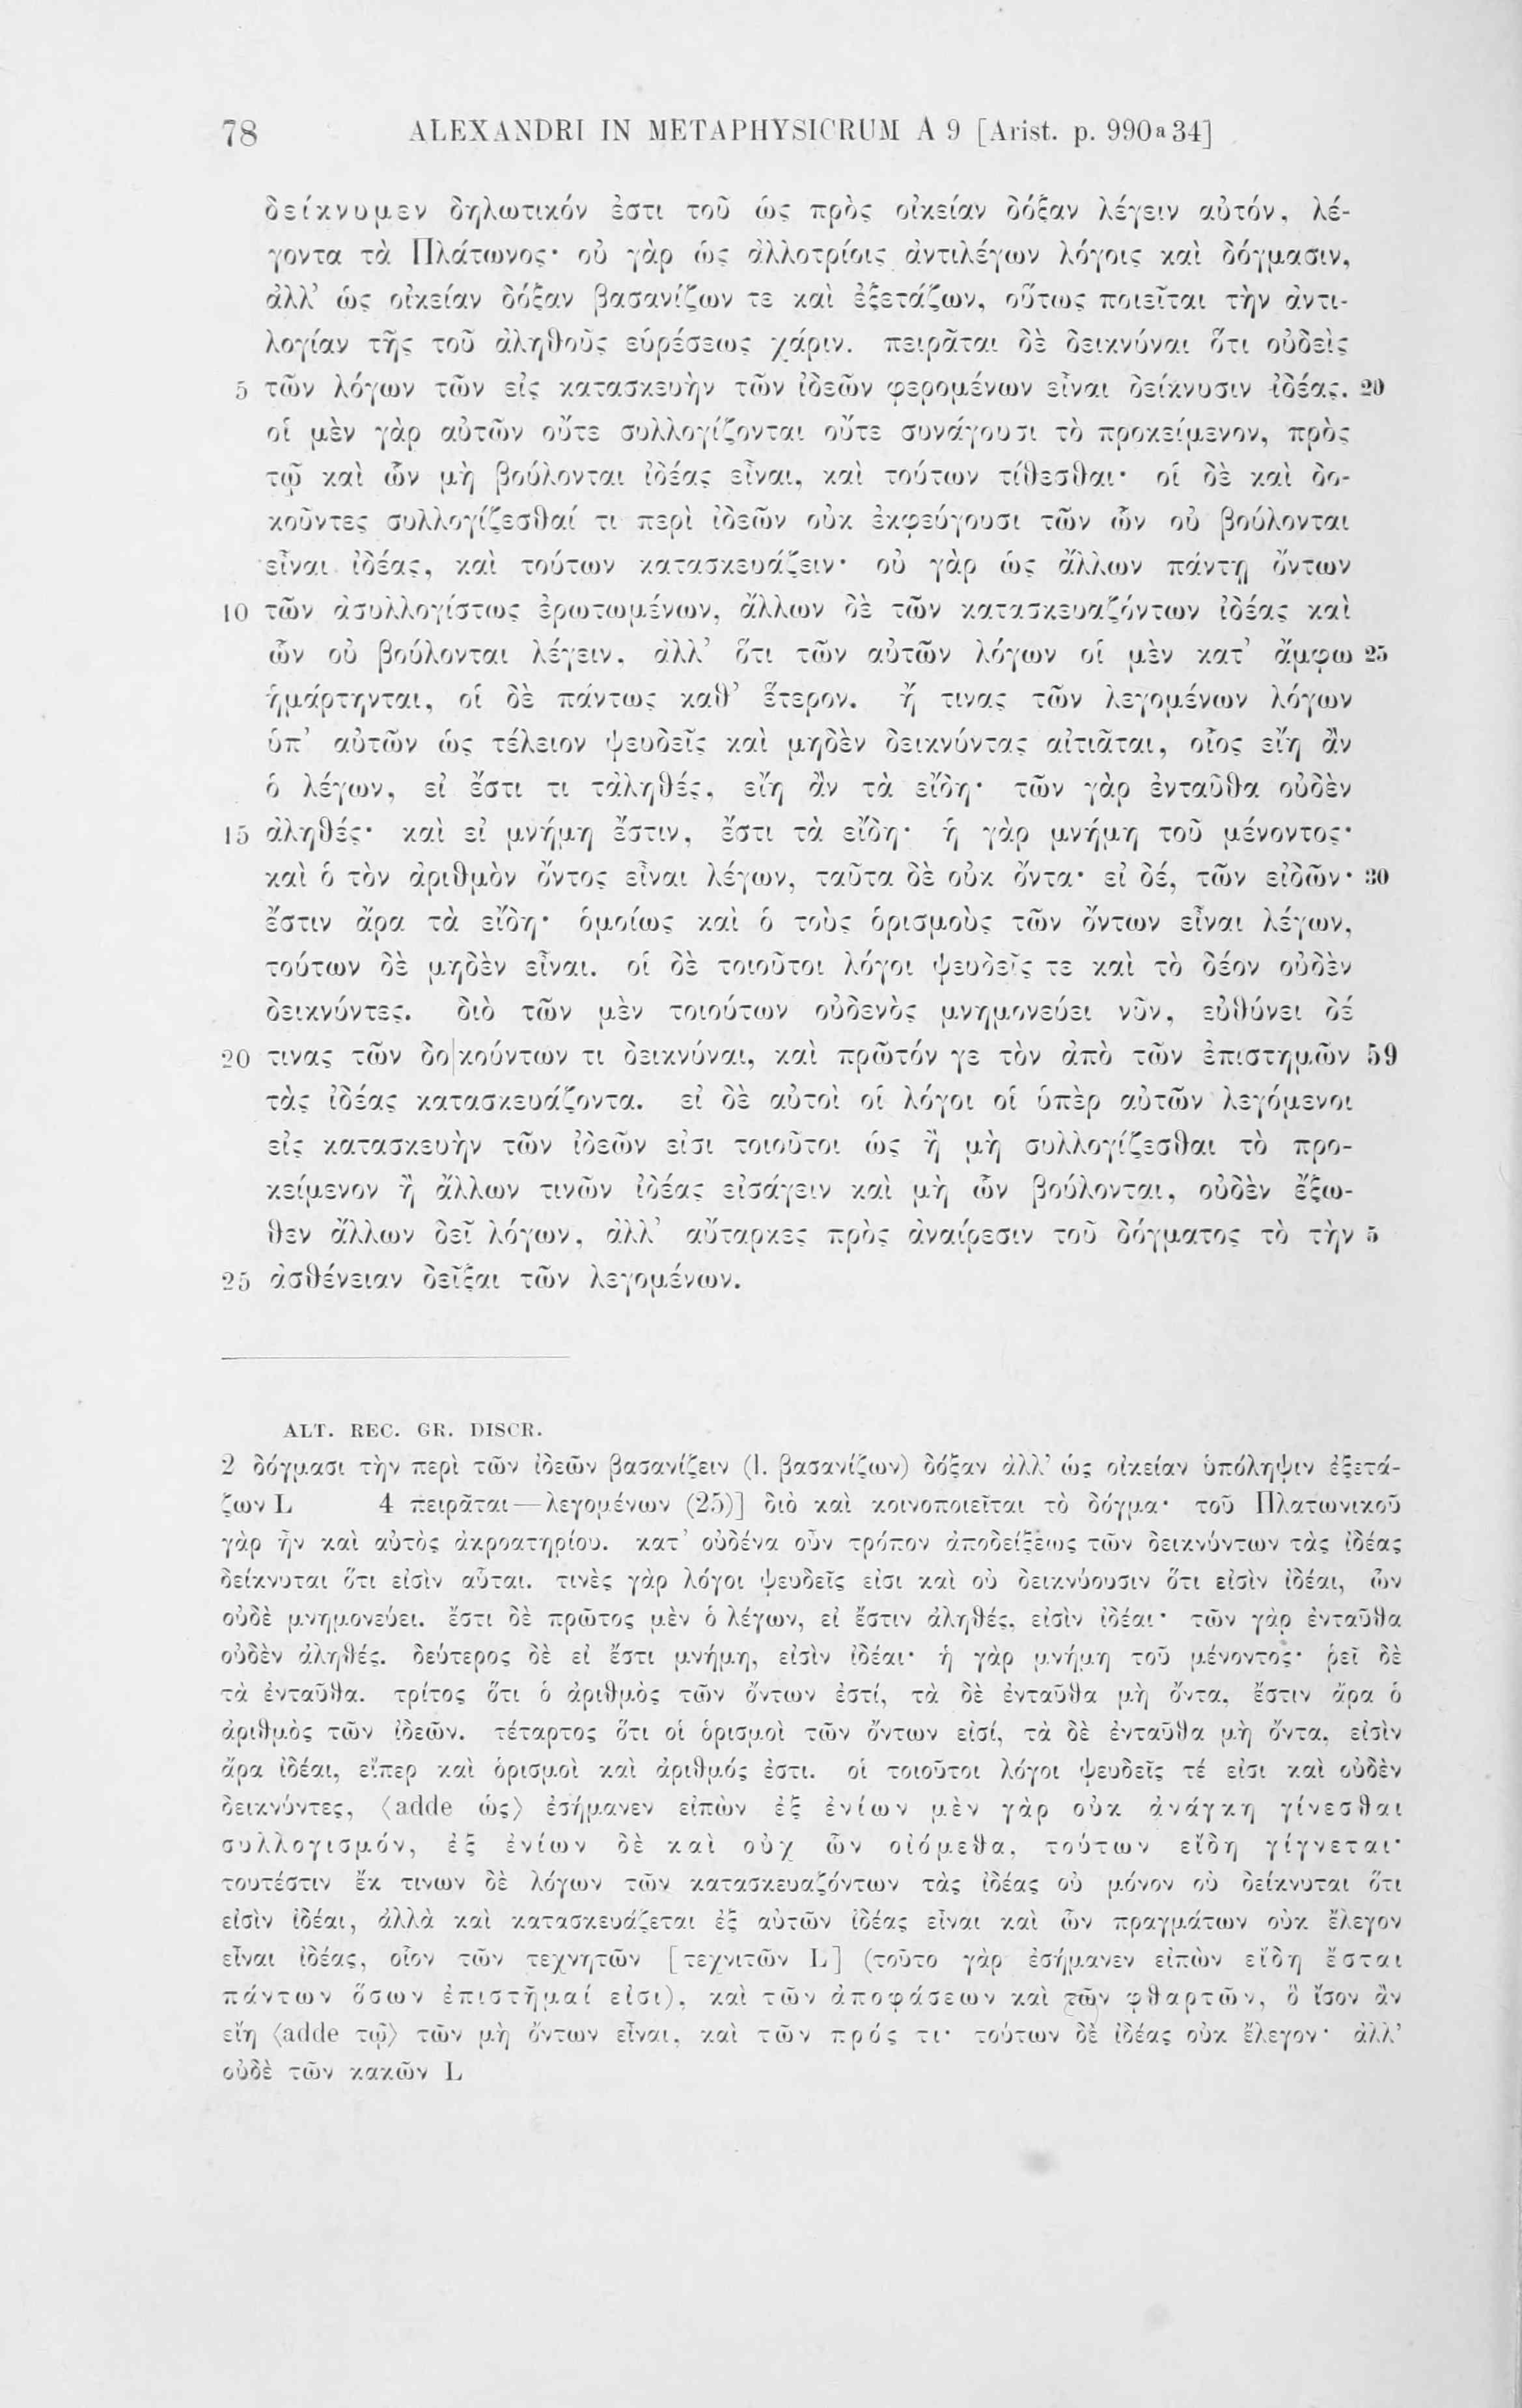 78 ALEXANDRI IN METAPHYSICRUM A 9 [Arist. p. 990a34]
δείκνυμεν δηλωτικόν ἐστι τοῦ ὡς πρὸς οἰκείαν δόξαν λέγειν αὐτόν, λέ-
γοντα τὰ Πλάτωνος· οὐ γὰρ ὡς ἀλλοτρίοις ἀντιλέγων λόγοις καὶ δόγμασιν,
ἀλλ’ ὡς οἰκείαν δόξαν βασανίζων τε καὶ ἐξετάζων, οὕτως ποιεῖται τὴν ἀντι-
λογίαν τῆς τοῦ ἀληθοῦς εὑρέσεως χάριν. πειρᾶται δὲ δεικνύναι ὅτι οὐδεὶς
5 τῶν λόγων τῶν εἰς κατασκευὴν τῶν ἰδεῶν φερομένων εἶναι δείκνυσιν ἰδέας. 20
οἱ μὲν γὰρ αὐτῶν οὔτε συλλογίζονται οὔτε συνάγουσι τὸ προκείμενον, πρὸς
τῷ καὶ ὧν μὴ βούλονται ἰδέας εἶναι, καὶ τούτων τίθεσθαι· οἱ δὲ καὶ δο-
κοῦντες συλλογίζεσθαί τι περὶ ἰδεῶν οὐκ ἐκφεύγουσι τῶν ὧν οὐ βούλονται
εἶναι ἰδέας, καὶ τούτων κατασκευάζειν· οὐ γὰρ ὡς ἄλλων πάντῃ ὄντων
10 τῶν ἀσυλλογίστως ἐρωτωμένων, ἄλλων δὲ τῶν κατασκευαζόντων ἰδέας καὶ
ὧν οὐ βούλονται λέγειν, ἀλλ’ ὅτι τῶν αὐτῶν λόγων οἱ μὲν κατ’ ἄμφω 25
ἡμάρτηνται, οἱ δὲ πάντως καθ’ ἕτερον. ἤ τινας τῶν λεγομένων λόγων
ὑπ’ αὐτῶν ὡς τέλειον ψευδεῖς καὶ μηδὲν δεικνύντας αἰτιᾶται, οἷος εἴη ἂν
ὁ λέγων, εἰ ἔστι τι τἀληθές, εἴη ἂν τὰ εἴδη· τῶν γὰρ ἐνταῦθα οὐδὲν
15 ἀληθές· καὶ εἰ μνήμη ἔστιν, ἔστι τὰ εἴδη· ἡ γὰρ μνήμη τοῦ μένοντος·
καὶ ὁ τὸν ἀριθμὸν ὄντος εἶναι λέγων, ταῦτα δὲ οὐκ ὄντα· εἰ δέ, τῶν εἰδῶν· 30
ἔστιν ἄρα τὰ εἴδη· ὁμοίως καὶ ὁ τοὺς ὁρισμοὺς τῶν ὄντων εἶναι λέγων,
τούτων δὲ μηδὲν εἶναι. οἱ δὲ τοιοῦτοι λόγοι ψευδεῖς τε καὶ τὸ δέον οὐδὲν
δεικνύντες. διὸ τῶν μὲν τοιούτων οὐδενὸς μνημονεύει νῦν, εὐθύνει δέ
20 τινας τῶν δο|κούντων τι δεικνύναι, καὶ πρῶτόν γε τὸν ἀπὸ τῶν ἐπιστημῶν 59
τὰς ἰδέας κατασκευάζοντα. εἰ δὲ αὐτοὶ οἱ λόγοι οἱ ὑπὲρ αὐτῶν λεγόμενοι
εἰς κατασκευὴν τῶν ἰδεῶν εἰσι τοιοῦτοι ὡς ἢ μὴ συλλογίζεσθαι τὸ προ-
κείμενον ἢ ἄλλων τινῶν ἰδέας εἰσάγειν καὶ μὴ ὧν βούλονται, οὐδὲν ἔξω-
θεν ἄλλων δεῖ λόγων, ἀλλ’ αὔταρκες πρὸς ἀναίρεσιν τοῦ δόγματος τὸ τὴν 5
25 ἀσθένειαν δεῖξαι τῶν λεγομένων.
ALT. REC. GR. DISCR.
2 δόγμασι τὴν περὶ τῶν ἰδεῶν βασανίζειν (l. βασανίζων) δόξαν ἀλλ’ ὡς οἰκείαν ὑπόληψιν ἐξετά-
ζων L 4 πειρᾶται—λεγομένων (25)] διὸ καὶ κοινοποιεῖται τὸ δόγμα· τοῦ Πλατωνικοῦ
γὰρ ἦν καὶ αὐτὸς ἀκροατηρίου. κατ’ οὐδένα οὖν τρόπον ἀποδείξεως τῶν δεικνύντων τὰς ἰδέας
δείκνυται ὅτι εἰσὶν αὗται. τινὲς γὰρ λόγοι ψευδεῖς εἰσι καὶ οὐ δεικνύουσιν ὅτι εἰσὶν ἰδέαι, ὧν
οὐδὲ μνημονεύει. ἔστι δὲ πρῶτος μὲν ὁ λέγων, εἰ ἔστιν ἀληθές, εἰσὶν ἰδέαι· τῶν γὰρ ἐνταῦθα
οὐδὲν ἀληθές. δεύτερος δὲ εἰ ἔστι μνήμη, εἰσὶν ἰδέαι· ἡ γὰρ μνήμη τοῦ μένοντος· ῥεῖ δὲ
τὰ ἐνταῦθα. τρίτος ὅτι ὁ ἀριθμὸς τῶν ὄντων ἐστί, τὰ δὲ ἐνταῦθα μὴ ὄντα, ἔστιν ἄρα ὁ
ἀριθμὸς τῶν ἰδεῶν. τέταρτος ὅτι οἱ ὁρισμοὶ τῶν ὄντων εἰσί, τὰ δὲ ἐνταῦθα μὴ ὄντα, εἰσὶν
ἄρα ἰδέαι, εἴπερ καὶ ὁρισμοὶ καὶ ἀριθμός ἐστι. οἱ τοιοῦτοι λόγοι ψευδεῖς τέ εἰσι καὶ οὐδὲν
δεικνύντες, ⟨adde ὡς⟩ ἐσήμανεν εἰπὼν ἐξ ἐνίων μὲν γὰρ οὐκ ἀνάγκη γίνεσθαι
συλλογισμόν, ἐξ ἐνίων δὲ καὶ οὐχ ὧν οἰόμεθα, τούτων εἴδη γίγνεται·
τουτέστιν ἔκ τινων δὲ λόγων τῶν κατασκευαζόντων τὰς ἰδέας οὐ μόνον οὐ δείκνυται ὅτι
εἰσὶν ἰδέαι, ἀλλὰ καὶ κατασκευάζεται ἐξ αὐτῶν ἰδέας εἶναι καὶ ὧν πραγμάτων οὐκ ἔλεγον
εἶναι ἰδέας, οἷον τῶν τεχνητῶν [τεχνιτῶν L] (τοῦτο γὰρ ἐσήμανεν εἰπὼν εἴδη ἔσται
πάντων ὅσων ἐπιστῆμαί εἰσι), καὶ τῶν ἀποφάσεων καὶ τῶν φθαρτῶν, ὃ ἴσον ἂν
εἴη ⟨adde τῷ⟩ τῶν μὴ ὄντων εἶναι, καὶ τῶν πρός τι· τούτων δὲ ἰδέας οὐκ ἔλεγον· ἀλλ’
οὐδὲ τῶν κακῶν L